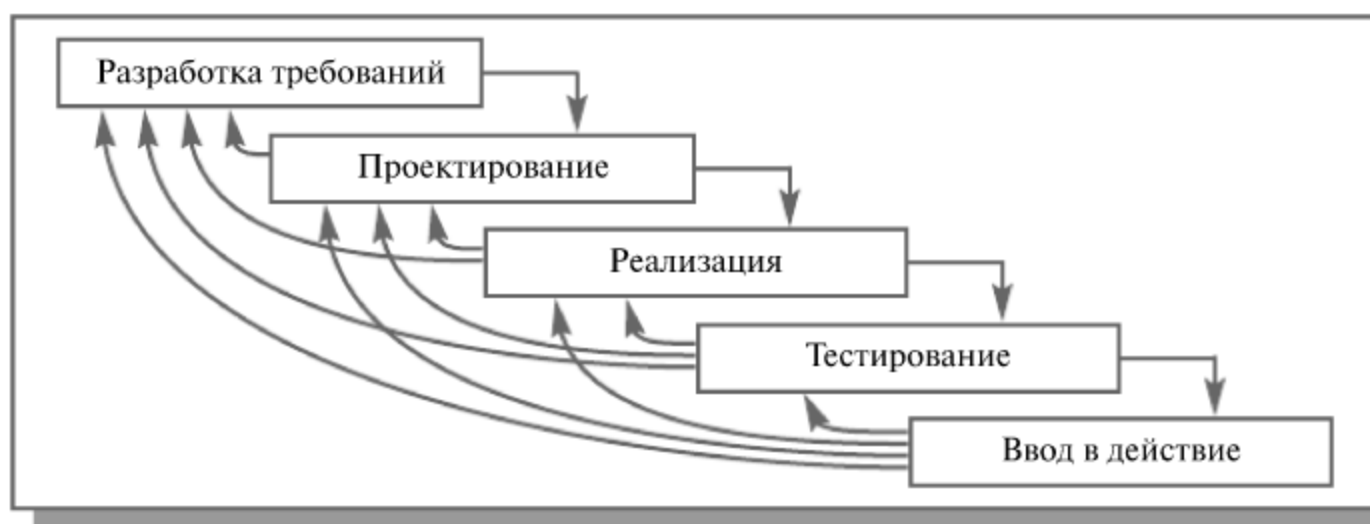 Разработка требований
Проектирование
Реализация
Тестирование
Ввод в действие